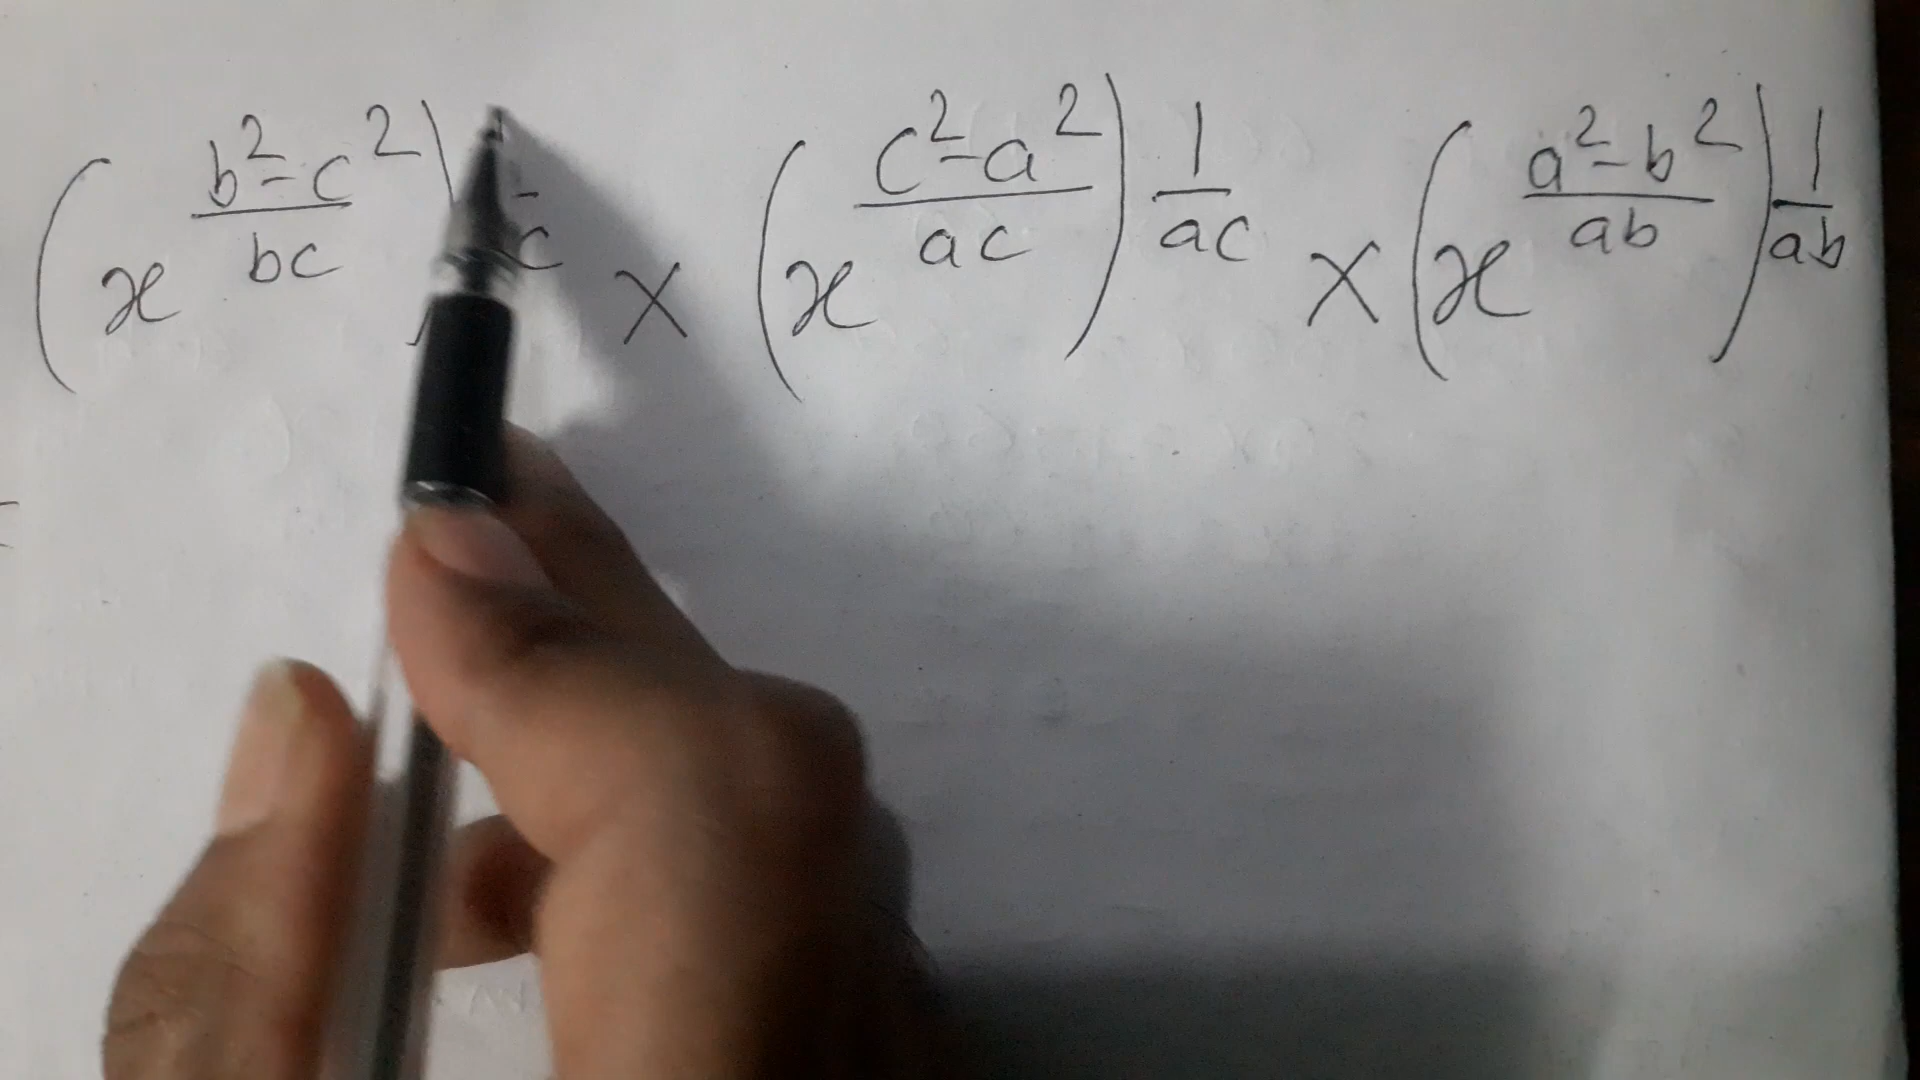 (x^((b²-c²)/(bc))) c × (x^((c²-a²)/(ac)))^(1/(ac)) × (x^((a²-b²)/(ab)))^(1/(ab))
=